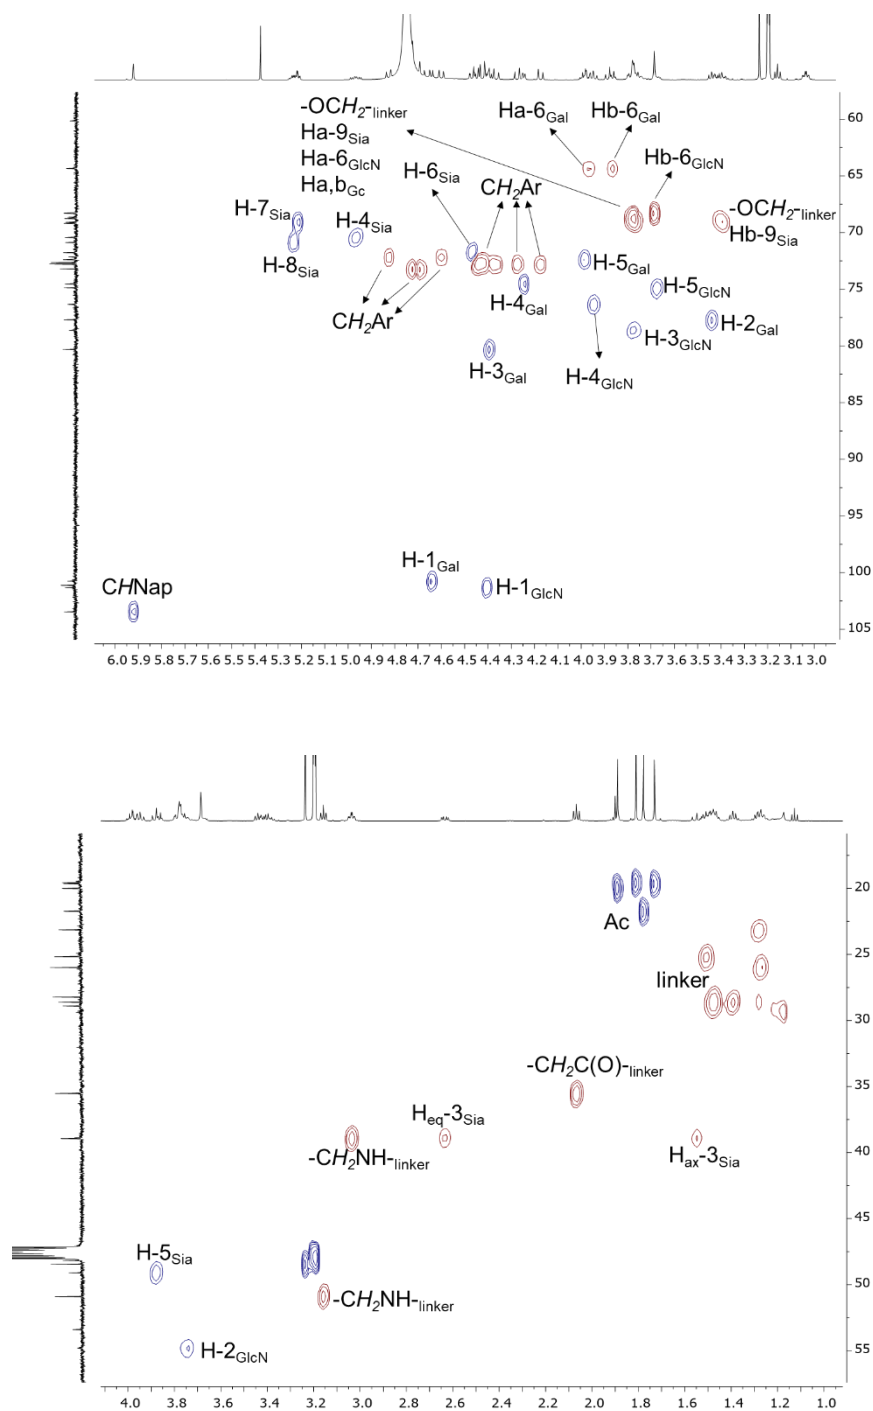 -OCH₂-linker
Ha-9Sia
Ha-6GlcN
Ha,bGc
Ha-6Gal Hb-6Gal
60
Hb-6GlcN
65
H-6Sia
CH₂Ar
H-7Sia
H-4Sia
-OCH₂-linker
Hb-9Sia
70
H-8Sia
H-5Gal
CH₂Ar
H-4Gal
H-5GlcN
75
H-3GlcN
H-2Gal
80
H-3Gal
H-4GlcN
85
90
95
H-1Gal
100
CHNap
H-1GlcN
105
6.0 5.9 5.8 5.7 5.6 5.5 5.4 5.3 5.2 5.1 5.0 4.9 4.8 4.7 4.6 4.5 4.4 4.3 4.2 4.1 4.0 3.9 3.8 3.7 3.6 3.5 3.4 3.3 3.2 3.1 3.0
20
Ac
25
linker
30
-CH₂C(O)-linker
35
Heq-3Sia
-CH₂NH-linker
Hax-3Sia
40
45
H-5Sia
50
-CH₂NH-linker
H-2GlcN
55
4.0 3.8 3.6 3.4 3.2 3.0 2.8 2.6 2.4 2.2 2.0 1.8 1.6 1.4 1.2 1.0